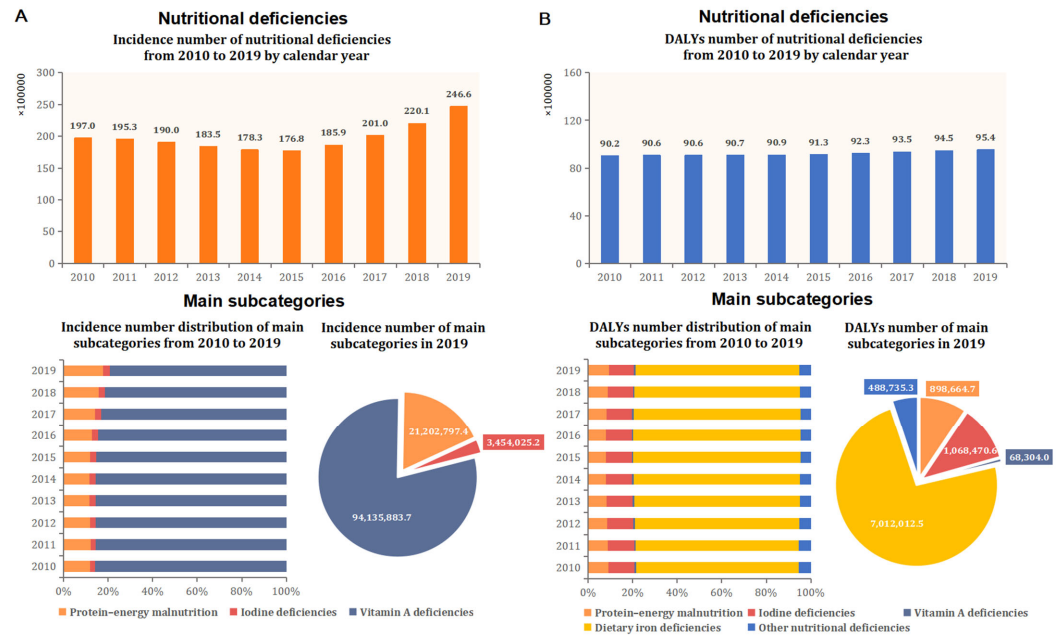 A
Nutritional deficiencies
Incidence number of nutritional deficiencies
from 2010 to 2019 by calendar year
×100000
300
250
200
150
100
50
0
197.0
195.3
190.0
183.5
178.3
176.8
185.9
201.0
220.1
246.6
2010 2011 2012 2013 2014 2015 2016 2017 2018 2019
Main subcategories
Incidence number distribution of main
subcategories from 2010 to 2019
2019
2018
2017
2016
2015
2014
2013
2012
2011
2010
0% 20% 40% 60% 80% 100%
Incidence number of main
subcategories in 2019
21,202,797.4
3,454,025.2
94,135,883.7
Protein–energy malnutrition Iodine deficiencies Vitamin A deficiencies
B
Nutritional deficiencies
DALYs number of nutritional deficiencies
from 2010 to 2019 by calendar year
×100000
160
120
80
40
0
90.2
90.6
90.6
90.7
90.9
91.3
92.3
93.5
94.5
95.4
2010 2011 2012 2013 2014 2015 2016 2017 2018 2019
Main subcategories
DALYs number distribution of main
subcategories from 2010 to 2019
2019
2018
2017
2016
2015
2014
2013
2012
2011
2010
0% 20% 40% 60% 80% 100%
DALYs number of main
subcategories in 2019
488,735.3
898,664.7
1,068,470.6
68,304.0
7,012,012.5
Protein–energy malnutrition Iodine deficiencies Vitamin A deficiencies
Dietary iron deficiencies Other nutritional deficiencies